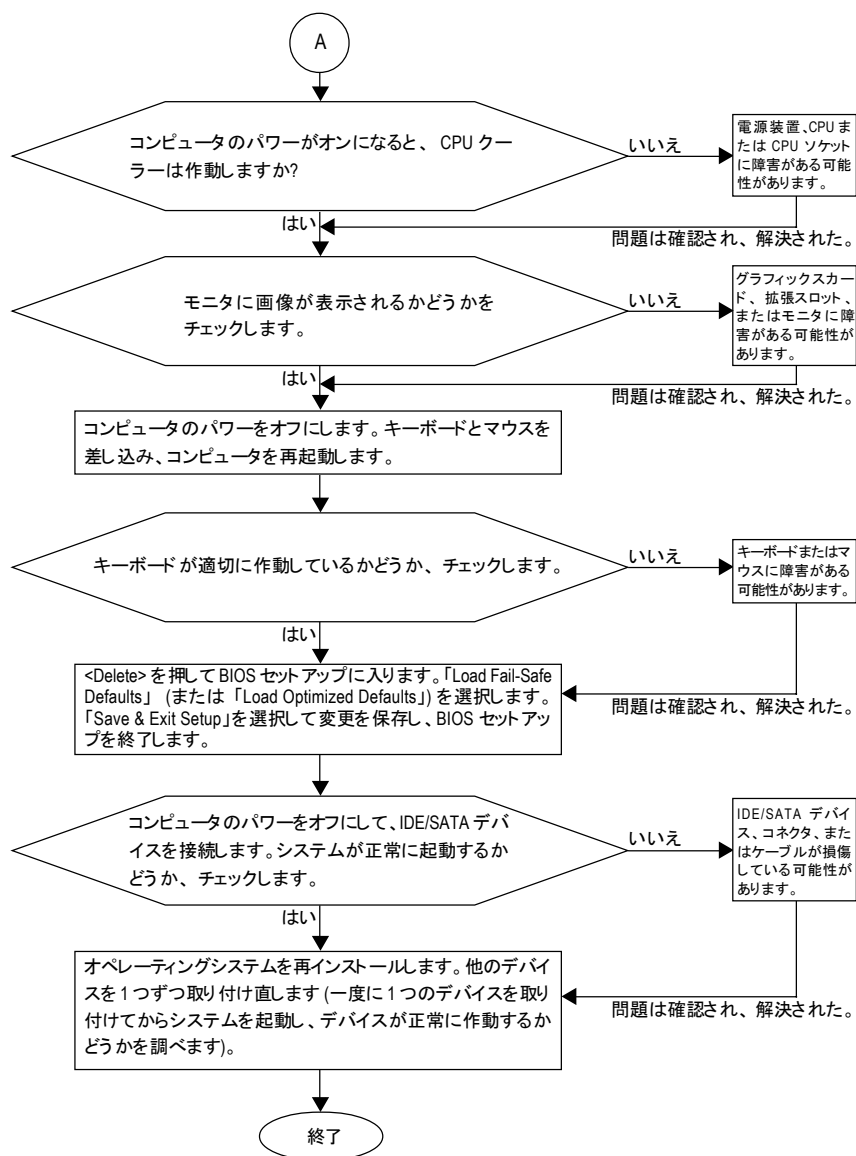 A
コンピュータのパワーがオンになると、 CPU クー
ラーは作動しますか?
いいえ
電源装置、CPU ま
たは CPU ソケット
に障害がある可能
性があります。
はい
問題は確認され、解決された。
モニタに画像が表示されるかどうかを
チェックします。
いいえ
グラフィックスカー
ド、拡張スロット、
またはモニタに障
害がある可能性が
あります。
はい
問題は確認され、解決された。
コンピュータのパワーをオフにします。キーボードとマウスを
差し込み、コンピュータを再起動します。
キーボードが適切に作動しているかどうか、チェックします。
いいえ
キーボードまたはマ
ウスに障害がある
可能性があります。
はい
<Delete> を押して BIOS セットアップに入ります。「Load Fail-Safe
Defaults」 (または 「Load Optimized Defaults」) を選択します。
「Save & Exit Setup」を選択して変更を保存し、BIOS セットアッ
プを終了します。
問題は確認され、解決された。
コンピュータのパワーをオフにして、IDE/SATA デバ
イスを接続します。システムが正常に起動するか
どうか、チェックします。
いいえ
IDE/SATA デバイ
ス、コネクタ、また
はケーブルが損傷
している可能性が
あります。
はい
オペレーティングシステムを再インストールします。他のデバイ
スを 1 つずつ取り付け直します (一度に 1 つのデバイスを取り
付けてからシステムを起動し、デバイスが正常に作動するか
どうかを調べます)。
問題は確認され、解決された。
終了